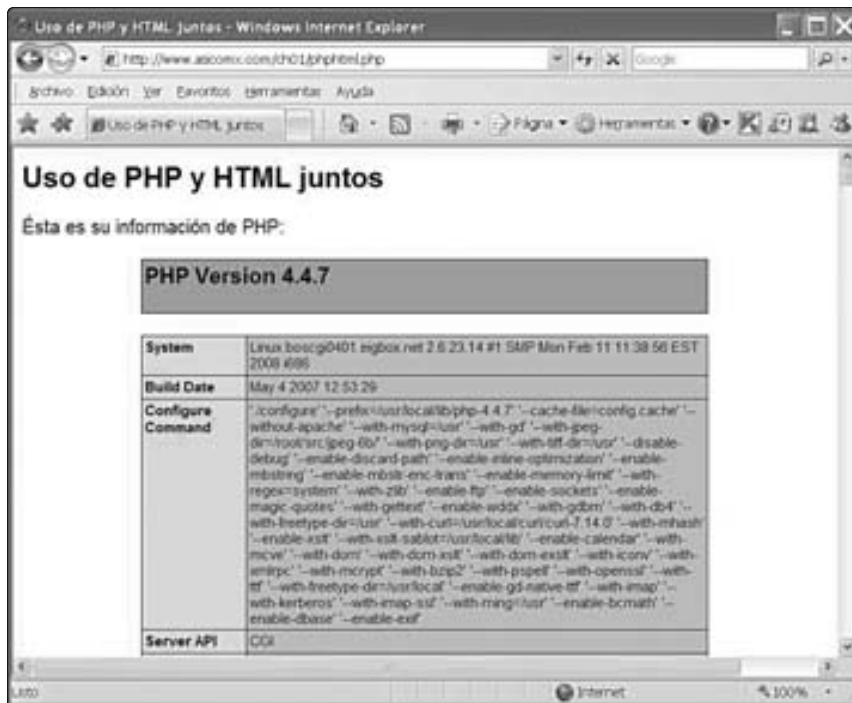 Uso de PHP y HTML juntos - Windows Internet Explorer
http://www.asicomx.com/ch01/phphtml.php
Google
Archivo Edición Ver Favoritos Herramientas Ayuda
Uso de PHP y HTML juntos
Página
Herramientas
Uso de PHP y HTML juntos
Ésta es su información de PHP:
PHP Version 4.4.7
System
Linux boscgi0401.eigbox.net 2.6.23.14 #1 SMP Mon Feb 11 11:38:56 EST
2008 i686
Build Date
May 4 2007 12:53:29
Configure
Command
'./configure' '--prefix=/usr/local/lib/php-4.4.7' '--cache-file=config.cache' '--
without-apache' '--with-mysql=/usr' '--with-gd' '--with-jpeg-
dir=/root/src/jpeg-6b/' '--with-png-dir=/usr' '--with-tiff-dir=/usr' '--disable-
debug' '--enable-discard-path' '--enable-inline-optimization' '--enable-
mbstring' '--enable-mbstr-enc-trans' '--enable-memory-limit' '--with-
regex=system' '--with-zlib' '--enable-ftp' '--enable-sockets' '--enable-
magic-quotes' '--with-gettext' '--enable-wddx' '--with-gdbm' '--with-db4' '--
with-freetype-dir=/usr' '--with-curl=/usr/local/curl/curl-7.14.0' '--with-mhash'
'--enable-xslt' '--with-xslt-sablot=/usr/local/lib' '--enable-calendar' '--with-
mcve' '--with-dom' '--with-dom-xslt' '--with-dom-exslt' '--with-iconv' '--with-
xmlrpc' '--with-mcrypt' '--with-bzip2' '--with-pspell' '--with-openssl' '--with-
ttf' '--with-freetype-dir=/usr/local' '--enable-gd-native-ttf' '--with-imap' '--
with-kerberos' '--with-imap-ssl' '--with-ming=/usr' '--enable-bcmath' '--
enable-dbase' '--enable-exif'
Server API
CGI
Listo
Internet
100%